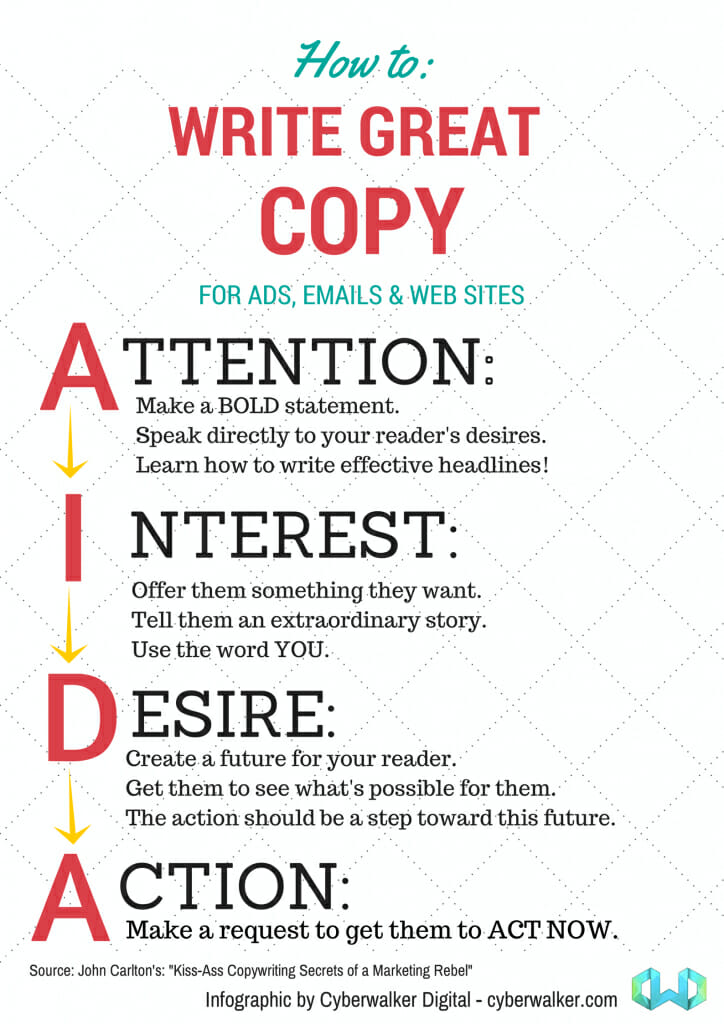 How to:
WRITE GREAT
COPY
FOR ADS, EMAILS & WEB SITES
ATTENTION:
Make a BOLD statement.
Speak directly to your reader's desires.
Learn how to write effective headlines!
INTEREST:
Offer them something they want.
Tell them an extraordinary story.
Use the word YOU.
DESIRE:
Create a future for your reader.
Get them to see what's possible for them.
The action should be a step toward this future.
ACTION:
Make a request to get them to ACT NOW.
Source: John Carlton's: "Kiss-Ass Copywriting Secrets of a Marketing Rebel"
Infographic by Cyberwalker Digital - cyberwalker.com